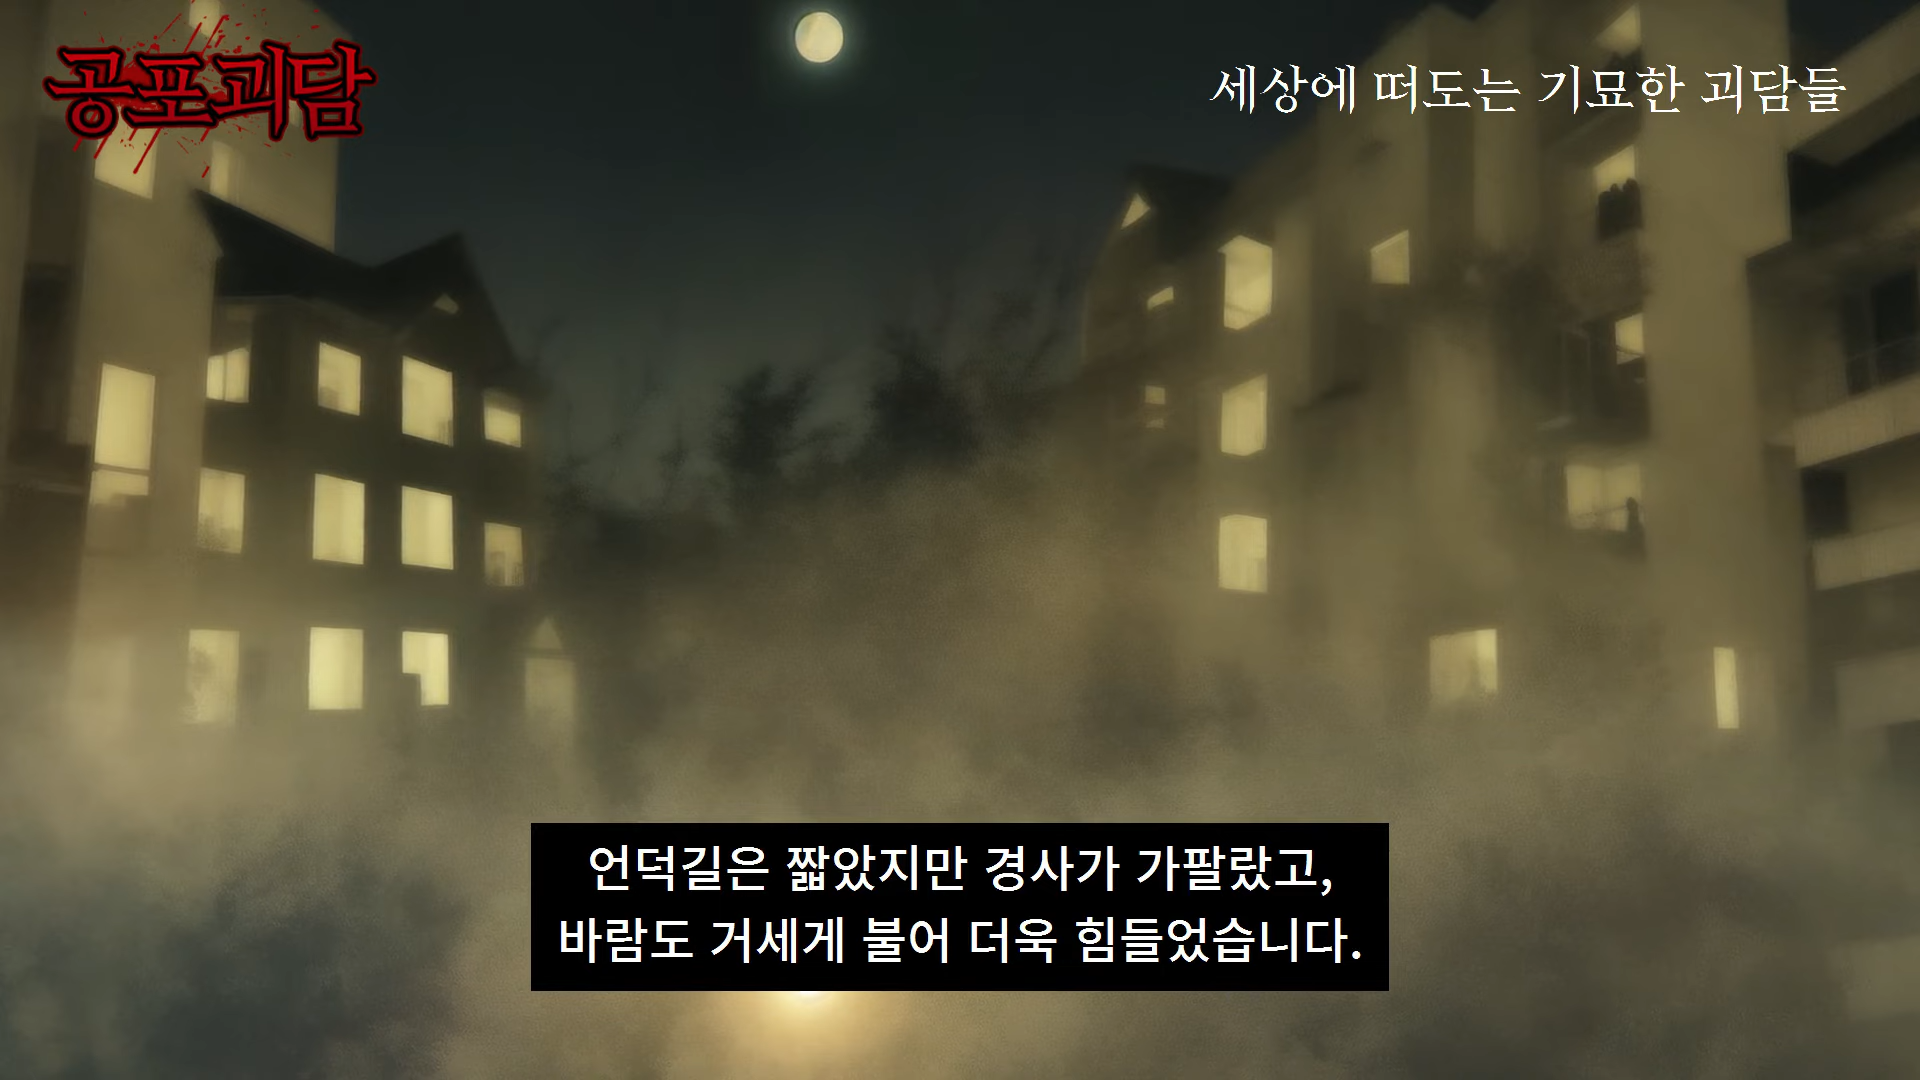 공포괴담
세상에 떠도는 기묘한 괴담들
언덕길은 짧았지만 경사가 가팔랐고,
바람도 거세게 불어 더욱 힘들었습니다.